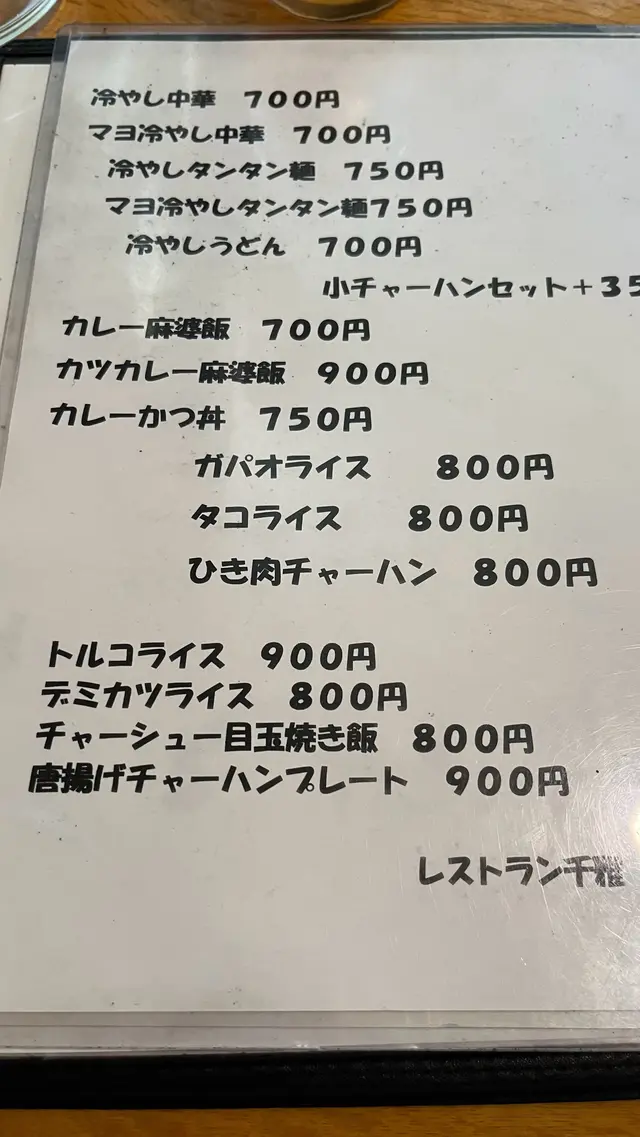 冷やし中華　７００円
マヨ冷やし中華　７００円
冷やしタンタン麺　７５０円
マヨ冷やしタンタン麺７５０円
冷やしうどん　７００円
小チャーハンセット＋３５
カレー麻婆飯　７００円
カツカレー麻婆飯　９００円
カレーかつ丼　７５０円
ガパオライス　８００円
タコライス　８００円
ひき肉チャーハン　８００円
トルコライス　９００円
デミカツライス　８００円
チャーシュー目玉焼き飯　８００円
唐揚げチャーハンプレート　９００円
レストラン千雅